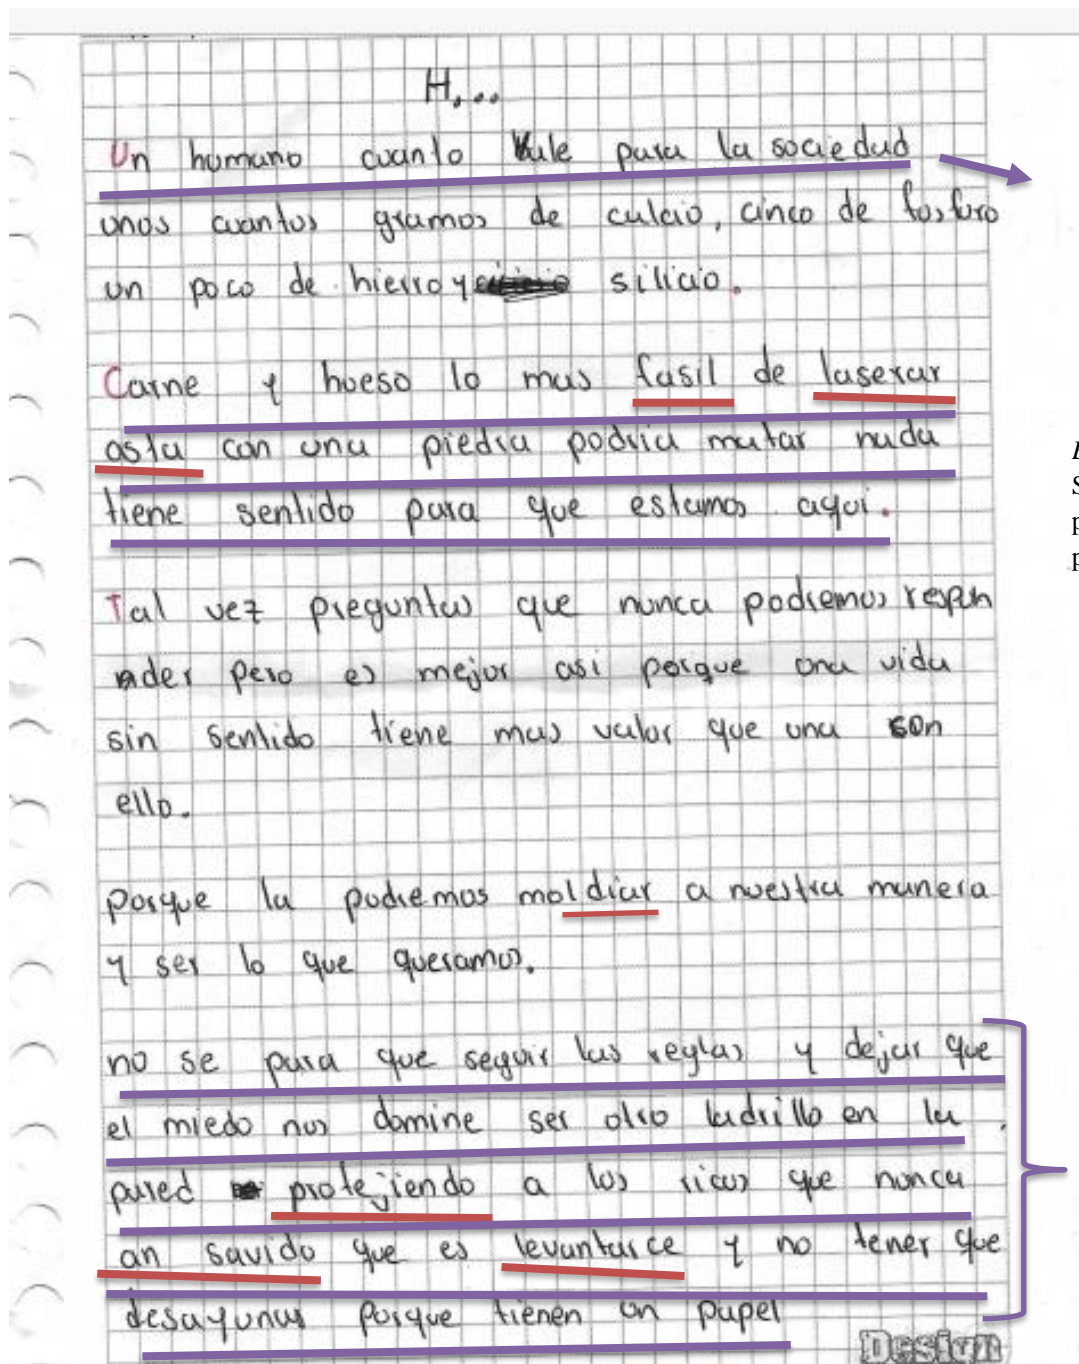 H,...
Un humano cuanto vale para la sociedad
unos cuantos gramos de calcio, cinco de fosforo
un poco de hierro y silicio.
Carne y hueso lo mas fasil de laserar
asta con una piedra podria matar nada
tiene sentido para que estamos aqui.
Tal vez preguntas que nunca podremos respon
nder pero es mejor asi porque una vida
sin sentido tiene mas valor que una con
ello.
porque la podremos moldiar a nuestra manera
y ser lo que queramos.
no se para que seguir las reglas y dejar que
el miedo nos domine ser otro ladrillo en la
pared protejiendo a los ricos que nunca
an savido que es levantarce y no tener que
desayunar porque tienen un papel
Design